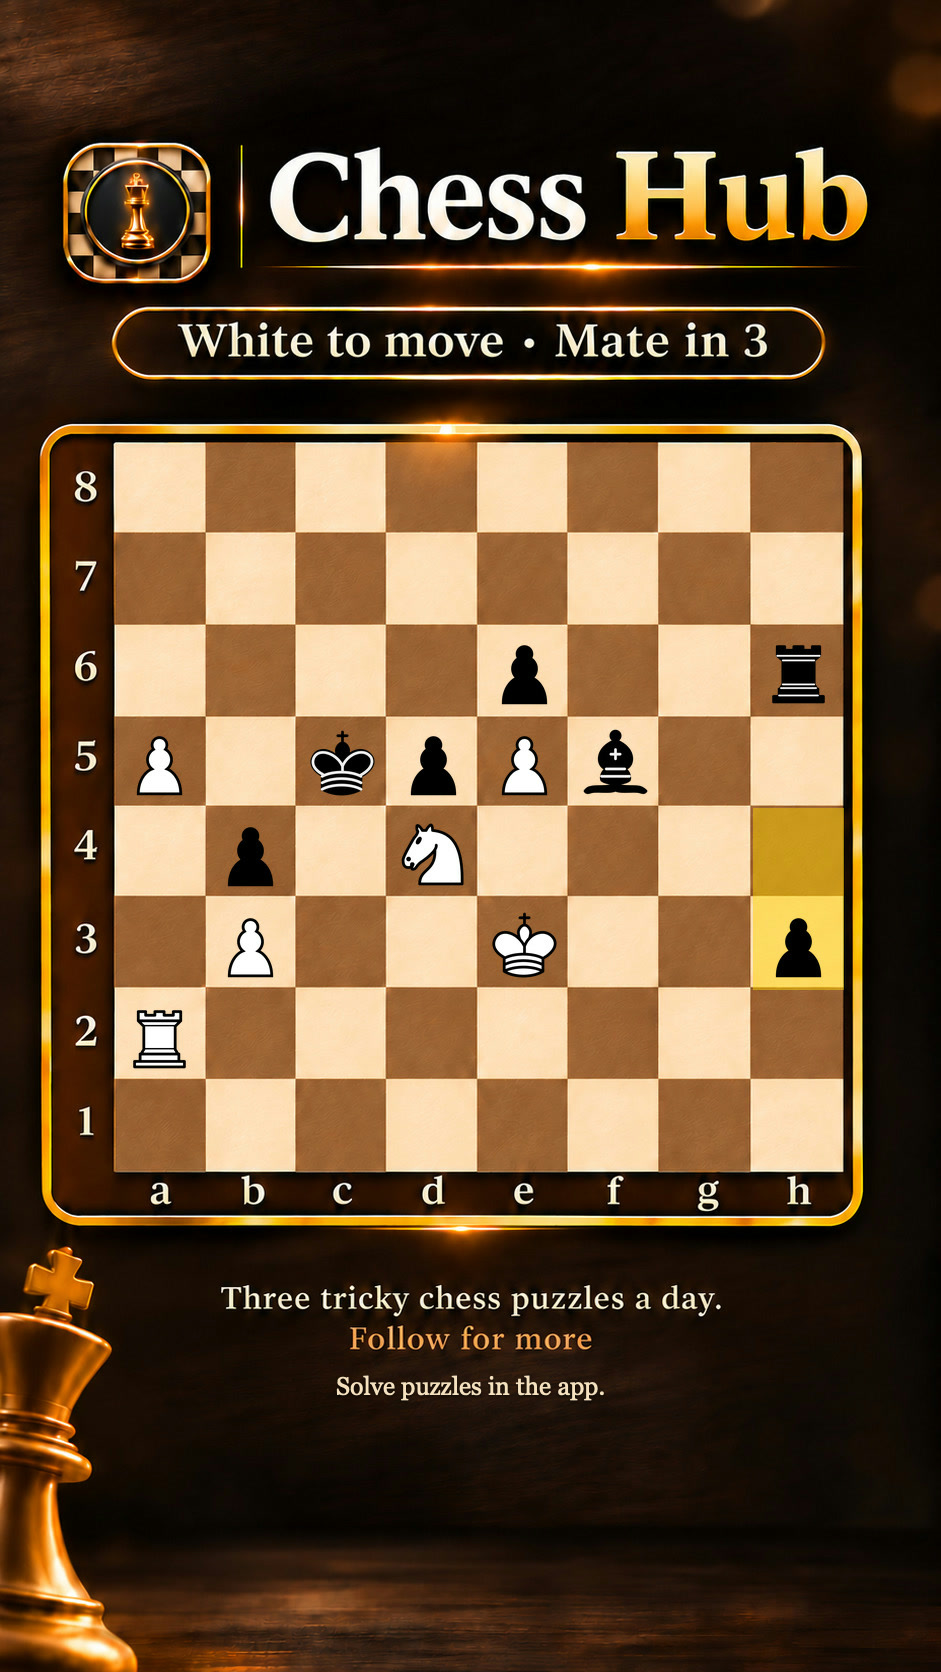 Chess Hub
White to move • Mate in 3
8
7
6
5
4
3
2
1
a b c d e f g h
Three tricky chess puzzles a day.
Follow for more
Solve puzzles in the app.